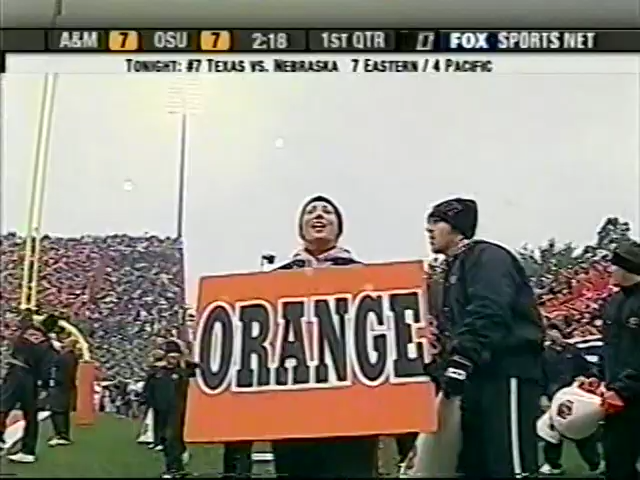 A&M 7 OSU 7 2:18 1ST QTR FOX SPORTS NET
TONIGHT: #7 TEXAS VS. NEBRASKA 7 EASTERN / 4 PACIFIC
ORANGE